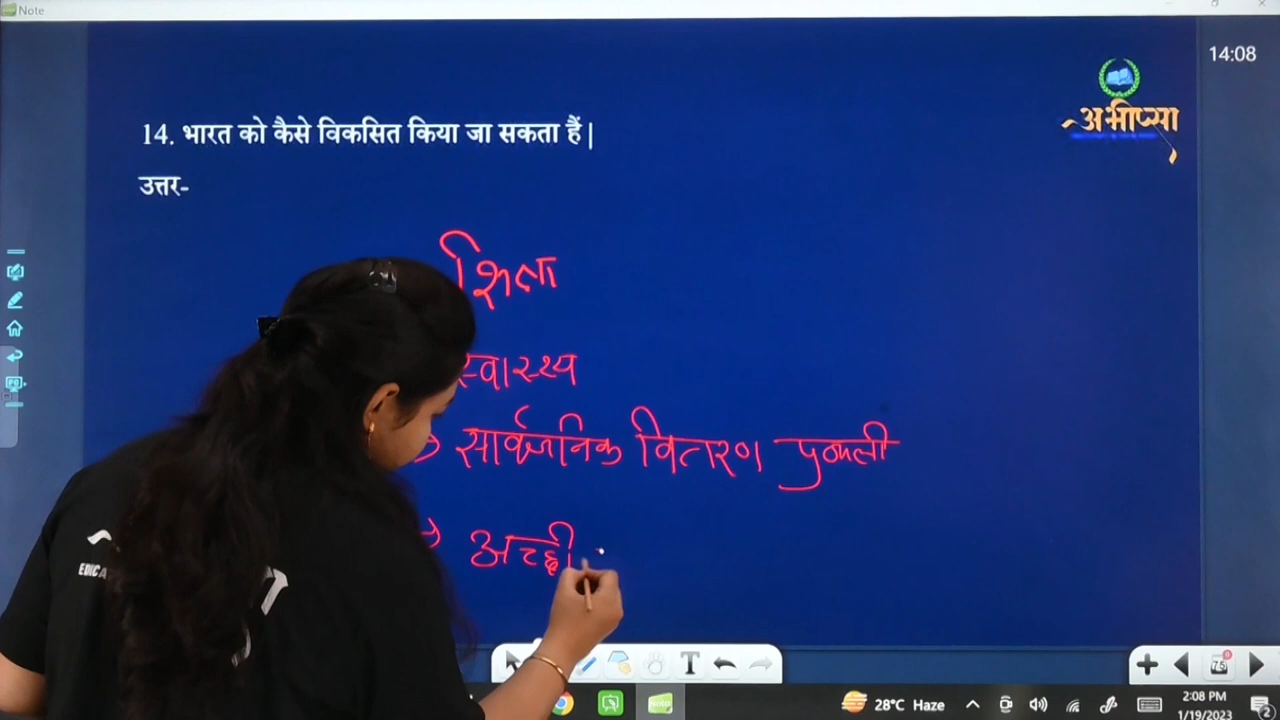 Note
14:08
अभीप्सा
14. भारत को कैसे विकसित किया जा सकता हैं|
उत्तर-
शिक्षा
स्वास्थ्य
सार्वजनिक वितरण प्रणाली
अच्छी
T
28°C Haze
2:08 PM
1/19/2023